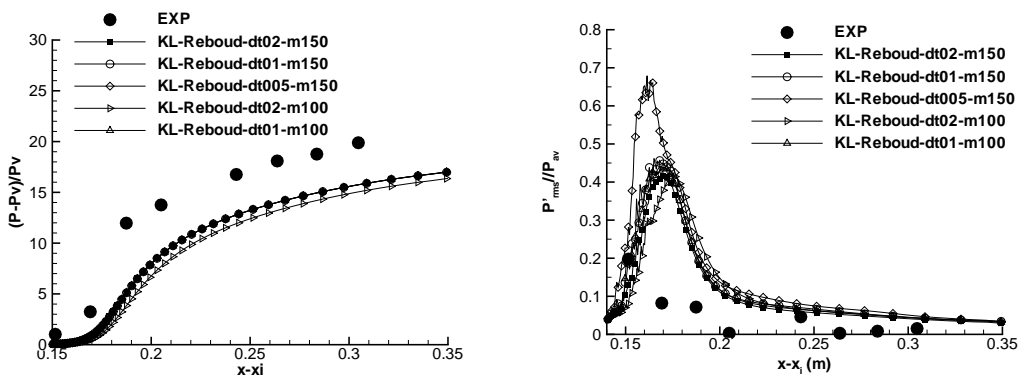 EXP
KL-Reboud-dt02-m150
KL-Reboud-dt01-m150
KL-Reboud-dt005-m150
KL-Reboud-dt02-m100
KL-Reboud-dt01-m100
30
25
20
15
10
5
0
(P-Pv)/Pv
0.15
0.2
0.25
0.3
0.35
x-xi
EXP
KL-Reboud-dt02-m150
KL-Reboud-dt01-m150
KL-Reboud-dt005-m150
KL-Reboud-dt02-m100
KL-Reboud-dt01-m100
0.8
0.7
0.6
0.5
0.4
0.3
0.2
0.1
0
P'rms//Pav
0.15
0.2
0.25
0.3
0.35
x-xi (m)